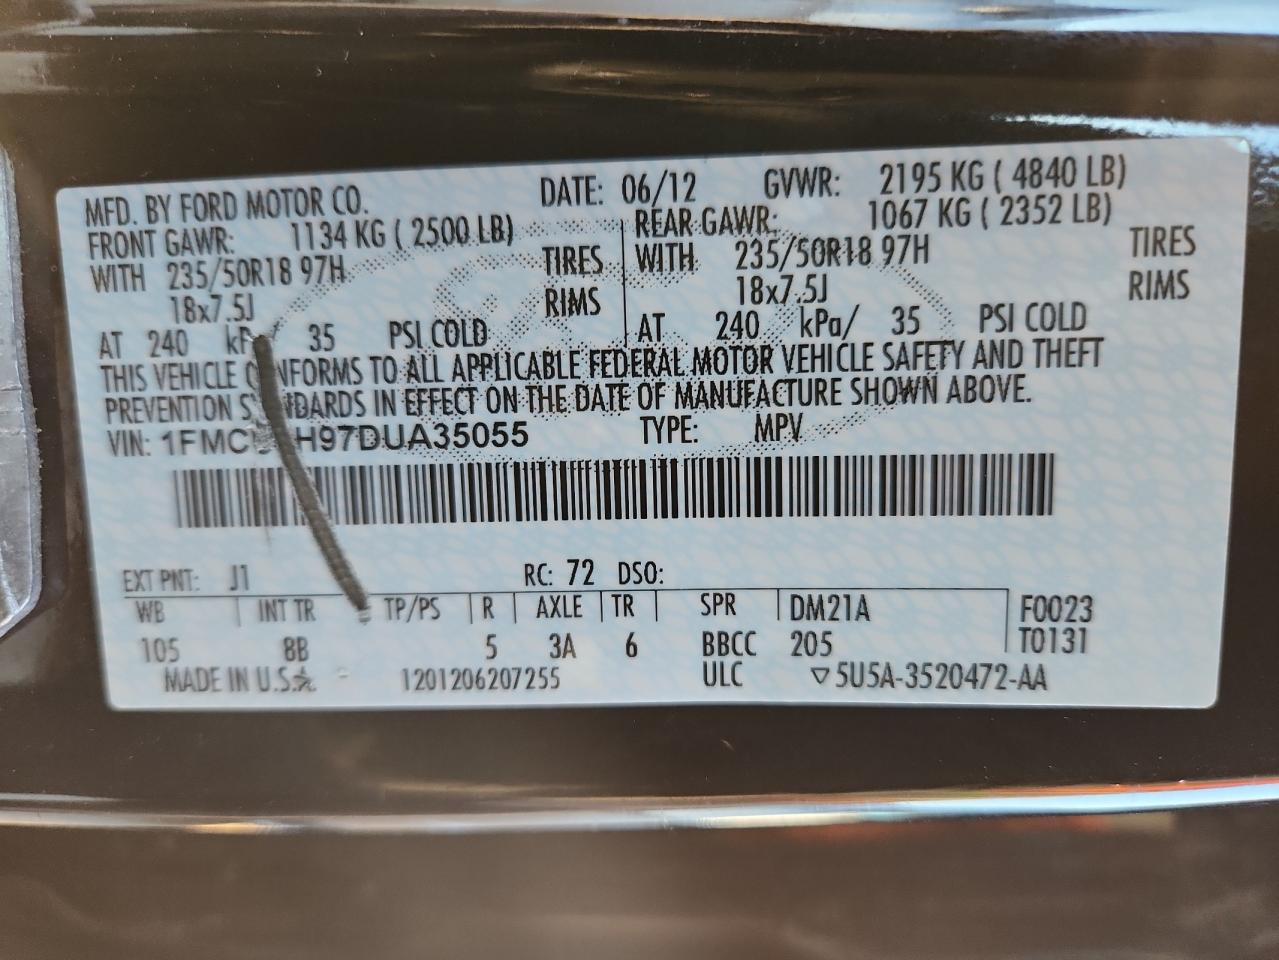 MFD. BY FORD MOTOR CO. DATE: 06/12 GVWR: 2195 KG ( 4840 LB)
FRONT GAWR: 1134 KG ( 2500 LB) REAR GAWR: 1067 KG ( 2352 LB)
WITH 235/50R18 97H TIRES WITH 235/50R18 97H TIRES
18x7.5J RIMS 18x7.5J RIMS
AT 240 35 PSI COLD AT 240 kPa/ 35 PSI COLD
THIS VEHICLE CONFORMS TO ALL APPLICABLE FEDERAL MOTOR VEHICLE SAFETY AND THEFT
PREVENTION STANDARDS IN EFFECT ON THE DATE OF MANUFACTURE SHOWN ABOVE.
VIN: TYPE: MPV
EXT PNT: J1 RC: 72 DSO:
WB INT TR TP/PS R AXLE TR SPR DM21A F0023
105 8B 5 3A 6 BBCC 205 T0131
MADE IN U.S.A. 1201206207255 ULC ▽5U5A-3520472-AA